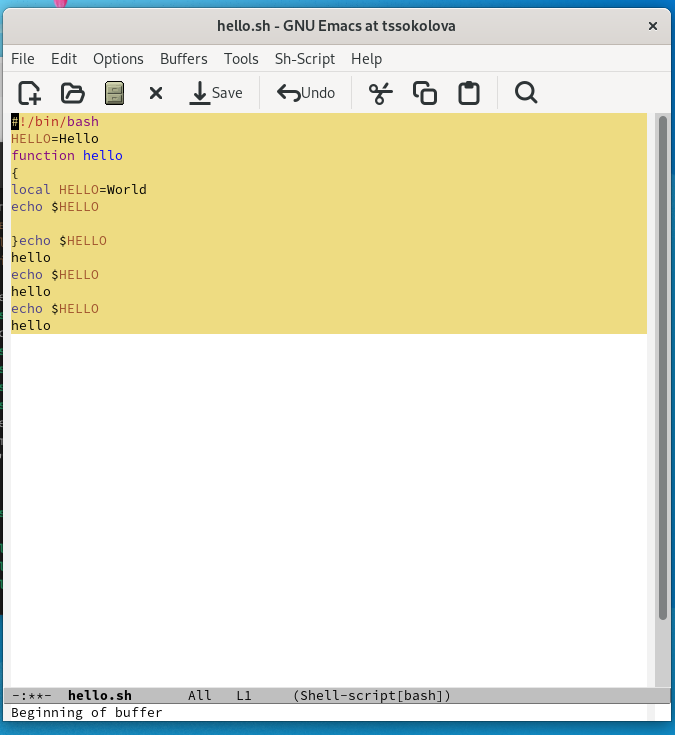 hello.sh - GNU Emacs at tssokolova
File Edit Options Buffers Tools Sh-Script Help
Save Undo
#!/bin/bash
HELLO=Hello
function hello
{
local HELLO=World
echo $HELLO
}echo $HELLO
hello
echo $HELLO
hello
echo $HELLO
hello
-:**- hello.sh All L1 (Shell-script[bash])
Beginning of buffer